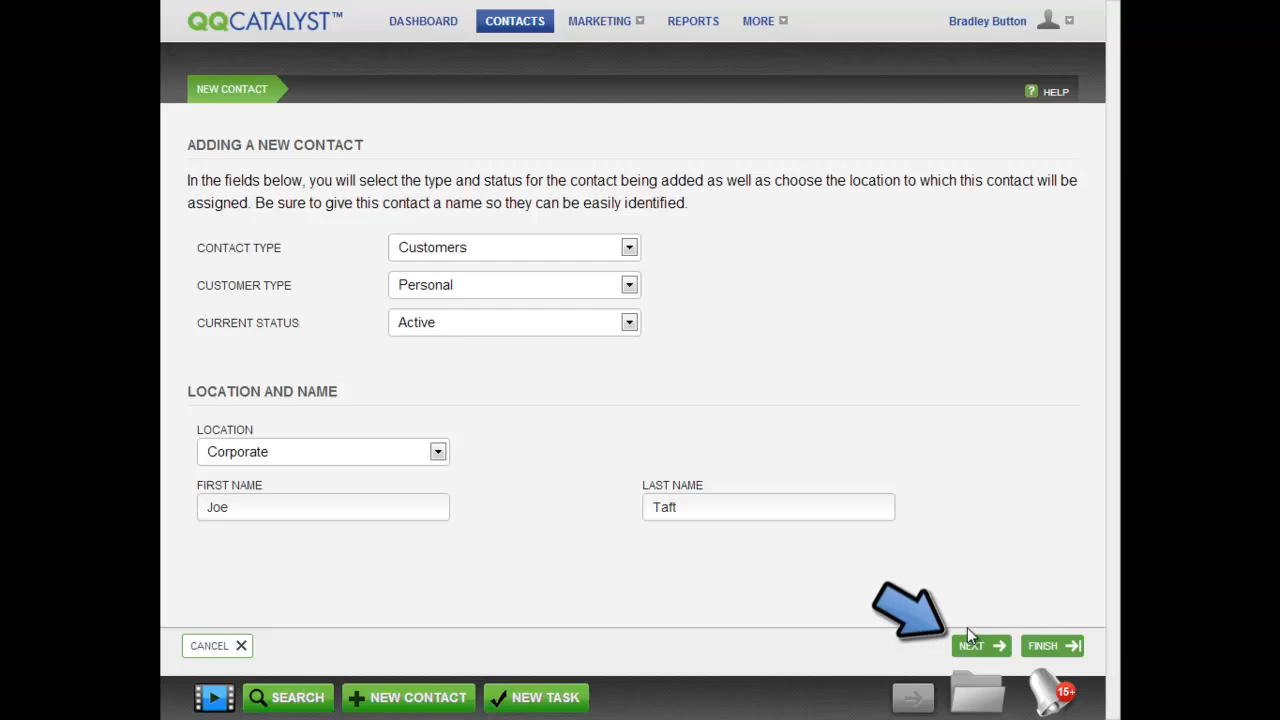 QQCATALYST™ DASHBOARD CONTACTS MARKETING REPORTS MORE Bradley Button
NEW CONTACT ? HELP
ADDING A NEW CONTACT
In the fields below, you will select the type and status for the contact being added as well as choose the location to which this contact will be
assigned. Be sure to give this contact a name so they can be easily identified.
CONTACT TYPE Customers
CUSTOMER TYPE Personal
CURRENT STATUS Active
LOCATION AND NAME
LOCATION
Corporate
FIRST NAME LAST NAME
Joe Taft
CANCEL NEXT FINISH
SEARCH NEW CONTACT NEW TASK 15+